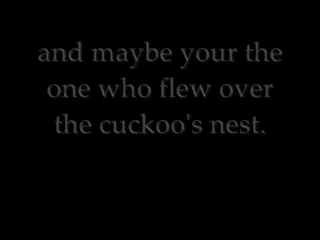 and maybe your the
one who flew over
the cuckoo's nest.